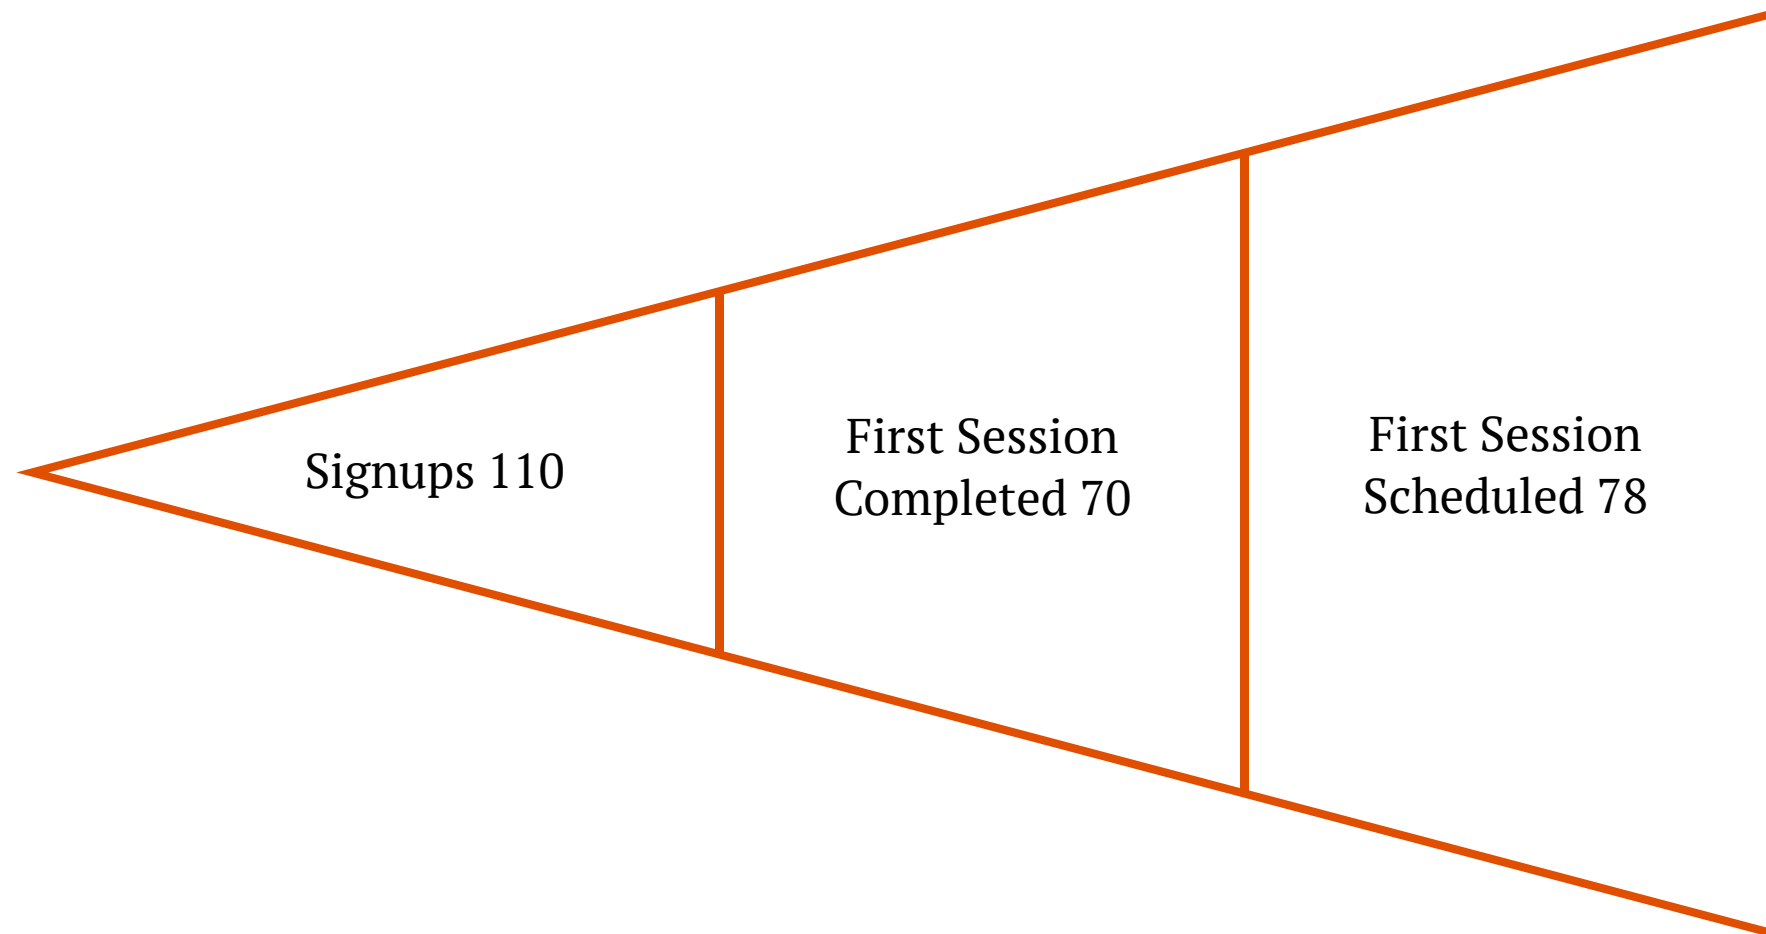 Signups 110
First Session
Completed 70
First Session
Scheduled 78